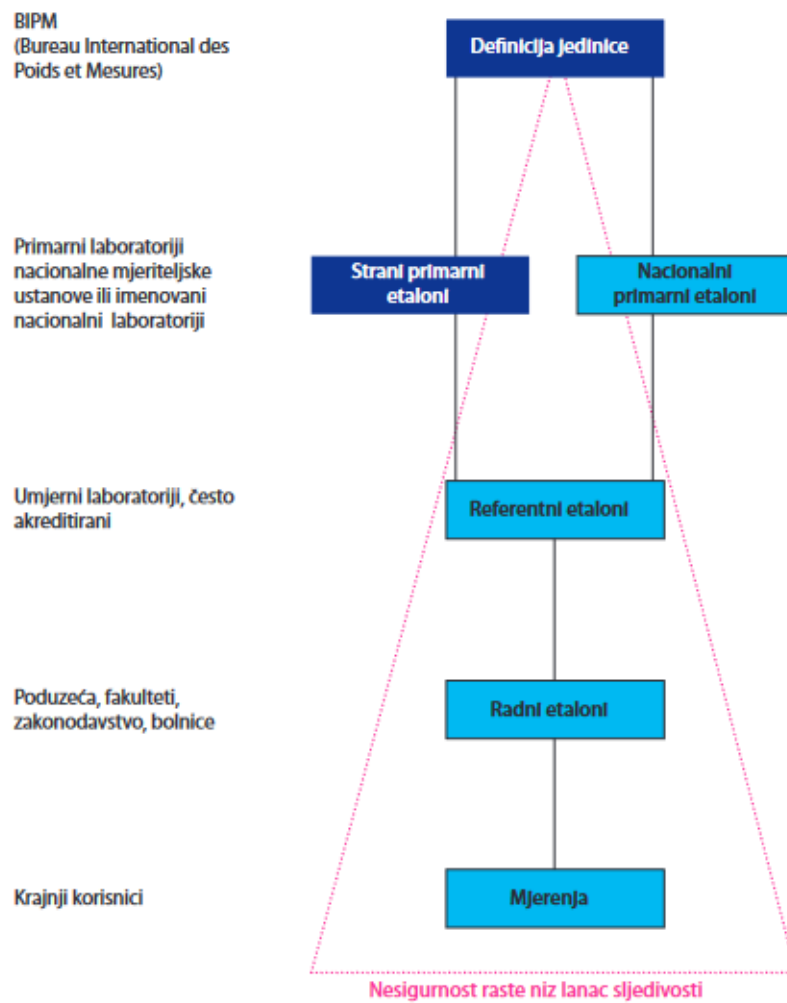 BIPM
(Bureau International des
Poids et Mesures)
Definicija jedinice
Primarni laboratoriji
nacionalne mjeriteljske
ustanove ili imenovani
nacionalni laboratoriji
Strani primarni
etaloni
Nacionalni
primarni etaloni
Umjerni laboratoriji, često
akreditirani
Referentni etaloni
Poduzeća, fakulteti,
zakonodavstvo, bolnice
Radni etaloni
Krajnji korisnici
Mjerenja
Nesigurnost raste niz lanac sljedivosti